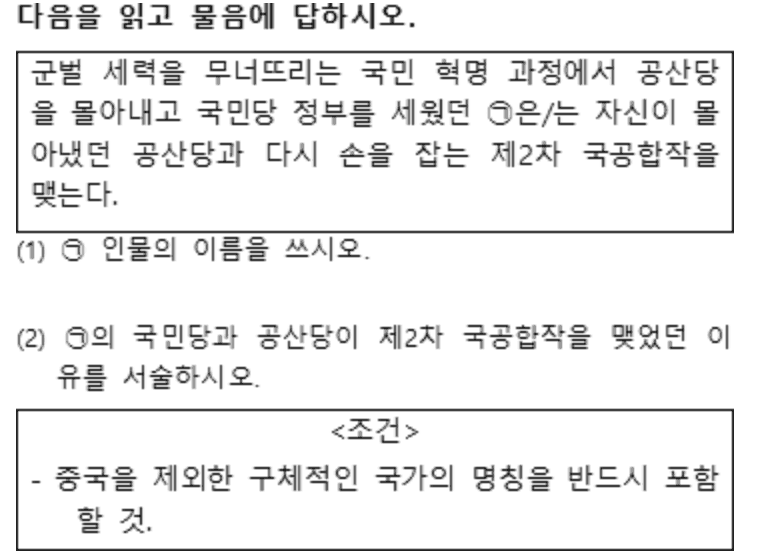 다음을 읽고 물음에 답하시오.
군벌 세력을 무너뜨리는 국민 혁명 과정에서 공산당
을 몰아내고 국민당 정부를 세웠던 ㉠은/는 자신이 몰
아냈던 공산당과 다시 손을 잡는 제2차 국공합작을
맺는다.
(1) ㉠ 인물의 이름을 쓰시오.
(2) ㉠의 국민당과 공산당이 제2차 국공합작을 맺었던 이
유를 서술하시오.
<조건>
- 중국을 제외한 구체적인 국가의 명칭을 반드시 포함
할 것.